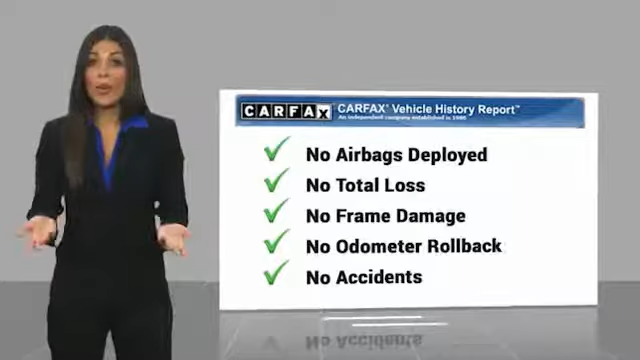 CARFAX CARFAX® Vehicle History Report™
An independent company established in 1986
No Airbags Deployed
No Total Loss
No Frame Damage
No Odometer Rollback
No Accidents